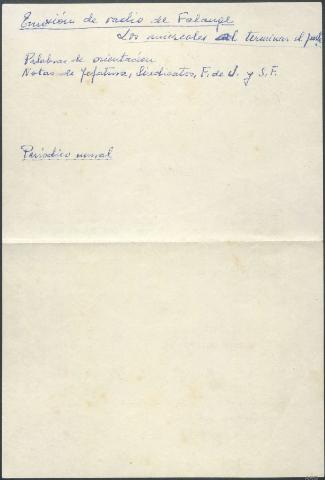 Emisión de radio de Falange
Los miercoles al terminar el parte
Palabras de orientación
Notas de Jefatura, Sindicatos, F. de J. y S.F.
Periódico mural